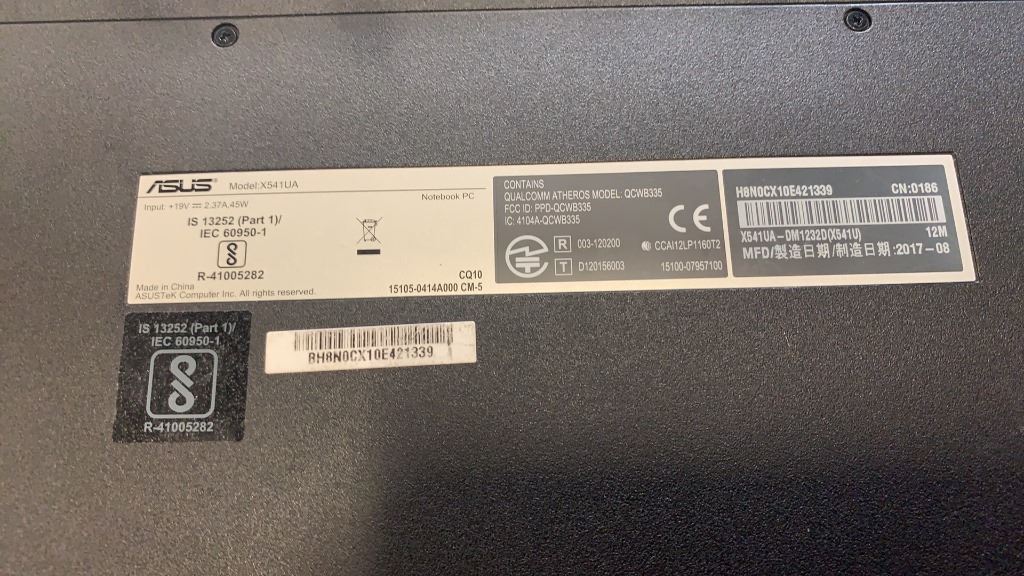 ASUS Model:X541UA
Notebook PC
Input: +19V ⎓ 2.37A,45W
IS 13252 (Part 1)/
IEC 60950-1
R-41005282
Made in China
ASUSTeK Computer Inc. All rights reserved.
CQ10
15105-0414A000 CM-5
CONTAINS
QUALCOMM ATHEROS MODEL: QCWB335
FCC ID: PPD-QCWB335
IC: 4104A-QCWB335
CE
R 003-120200
CCAI12LP1160T2
T D120156003
15100-07957100
H8N0CX10E421339 CN:D186
X541UA-DM1232D(X541U) 12M
MFD/製造日期/制造日期:2017-08
IS 13252 (Part 1)/
IEC 60950-1
R-41005282
BH8N0CX10E421339